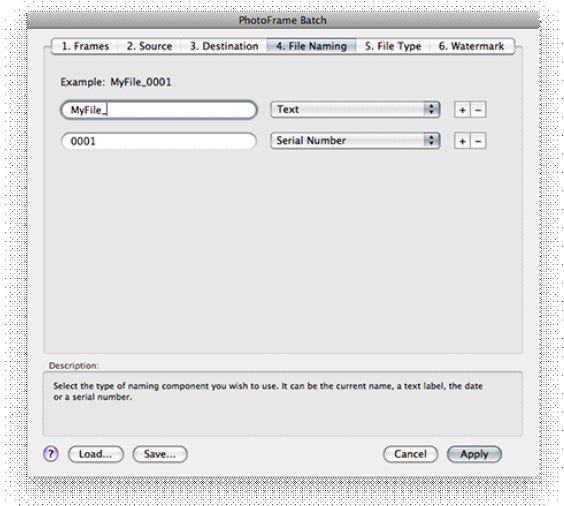 PhotoFrame Batch
1. Frames 2. Source 3. Destination 4. File Naming 5. File Type 6. Watermark
Example: MyFile_0001
MyFile_ Text + −
0001 Serial Number + −
Description:
Select the type of naming component you wish to use. It can be the current name, a text label, the date
or a serial number.
? Load... Save... Cancel Apply